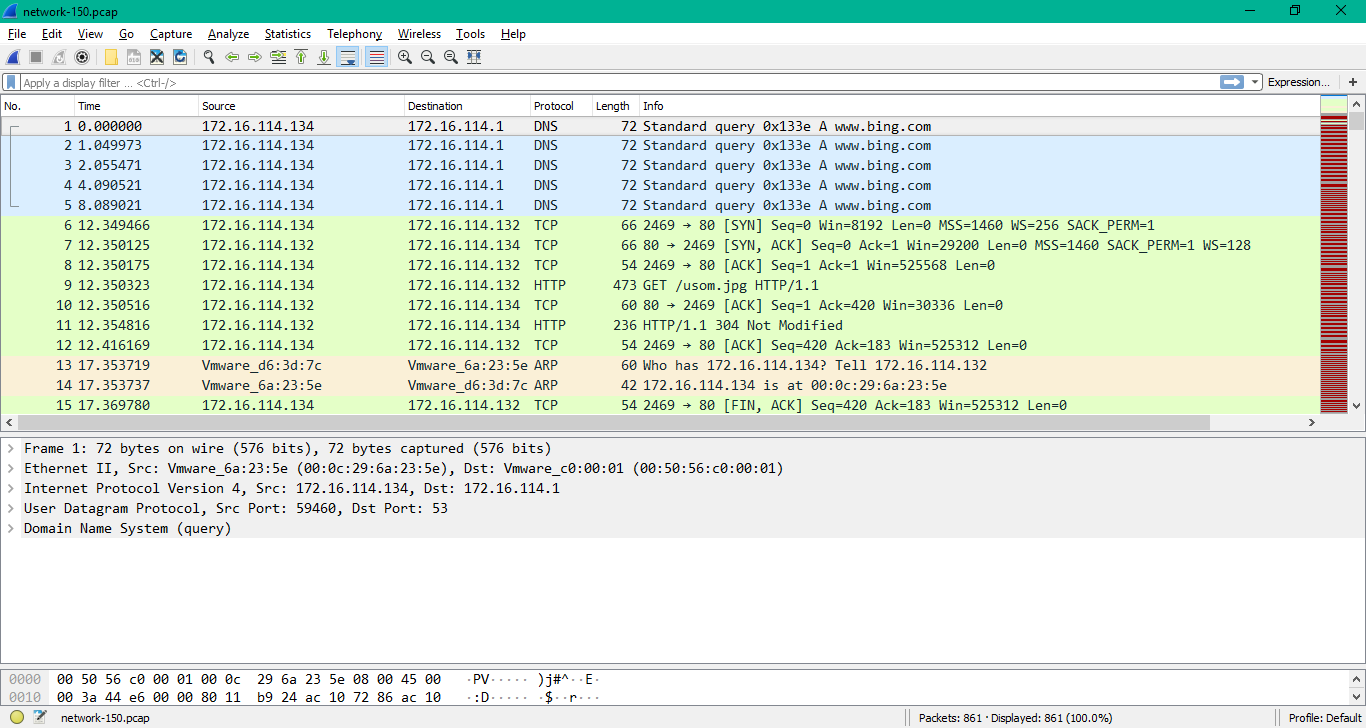 network-150.pcap
File Edit View Go Capture Analyze Statistics Telephony Wireless Tools Help
Apply a display filter ... <Ctrl-/> Expression... +
No. Time Source Destination Protocol Length Info
1 0.000000 172.16.114.134 172.16.114.1 DNS 72 Standard query 0x133e A www.bing.com
2 1.049973 172.16.114.134 172.16.114.1 DNS 72 Standard query 0x133e A www.bing.com
3 2.055471 172.16.114.134 172.16.114.1 DNS 72 Standard query 0x133e A www.bing.com
4 4.090521 172.16.114.134 172.16.114.1 DNS 72 Standard query 0x133e A www.bing.com
5 8.089021 172.16.114.134 172.16.114.1 DNS 72 Standard query 0x133e A www.bing.com
6 12.349466 172.16.114.134 172.16.114.132 TCP 66 2469 → 80 [SYN] Seq=0 Win=8192 Len=0 MSS=1460 WS=256 SACK_PERM=1
7 12.350125 172.16.114.132 172.16.114.134 TCP 66 80 → 2469 [SYN, ACK] Seq=0 Ack=1 Win=29200 Len=0 MSS=1460 SACK_PERM=1 WS=128
8 12.350175 172.16.114.134 172.16.114.132 TCP 54 2469 → 80 [ACK] Seq=1 Ack=1 Win=525568 Len=0
9 12.350323 172.16.114.134 172.16.114.132 HTTP 473 GET /usom.jpg HTTP/1.1
10 12.350516 172.16.114.132 172.16.114.134 TCP 60 80 → 2469 [ACK] Seq=1 Ack=420 Win=30336 Len=0
11 12.354816 172.16.114.132 172.16.114.134 HTTP 236 HTTP/1.1 304 Not Modified
12 12.416169 172.16.114.134 172.16.114.132 TCP 54 2469 → 80 [ACK] Seq=420 Ack=183 Win=525312 Len=0
13 17.353719 Vmware_d6:3d:7c Vmware_6a:23:5e ARP 60 Who has 172.16.114.134? Tell 172.16.114.132
14 17.353737 Vmware_6a:23:5e Vmware_d6:3d:7c ARP 42 172.16.114.134 is at 00:0c:29:6a:23:5e
15 17.369780 172.16.114.134 172.16.114.132 TCP 54 2469 → 80 [FIN, ACK] Seq=420 Ack=183 Win=525312 Len=0
Frame 1: 72 bytes on wire (576 bits), 72 bytes captured (576 bits)
Ethernet II, Src: Vmware_6a:23:5e (00:0c:29:6a:23:5e), Dst: Vmware_c0:00:01 (00:50:56:c0:00:01)
Internet Protocol Version 4, Src: 172.16.114.134, Dst: 172.16.114.1
User Datagram Protocol, Src Port: 59460, Dst Port: 53
Domain Name System (query)
0000 00 50 56 c0 00 01 00 0c 29 6a 23 5e 08 00 45 00 ·PV····· )j#^··E·
0010 00 3a 44 e6 00 00 80 11 b9 24 ac 10 72 86 ac 10 ·:D····· ·$··r···
network-150.pcap Packets: 861 · Displayed: 861 (100.0%) Profile: Default